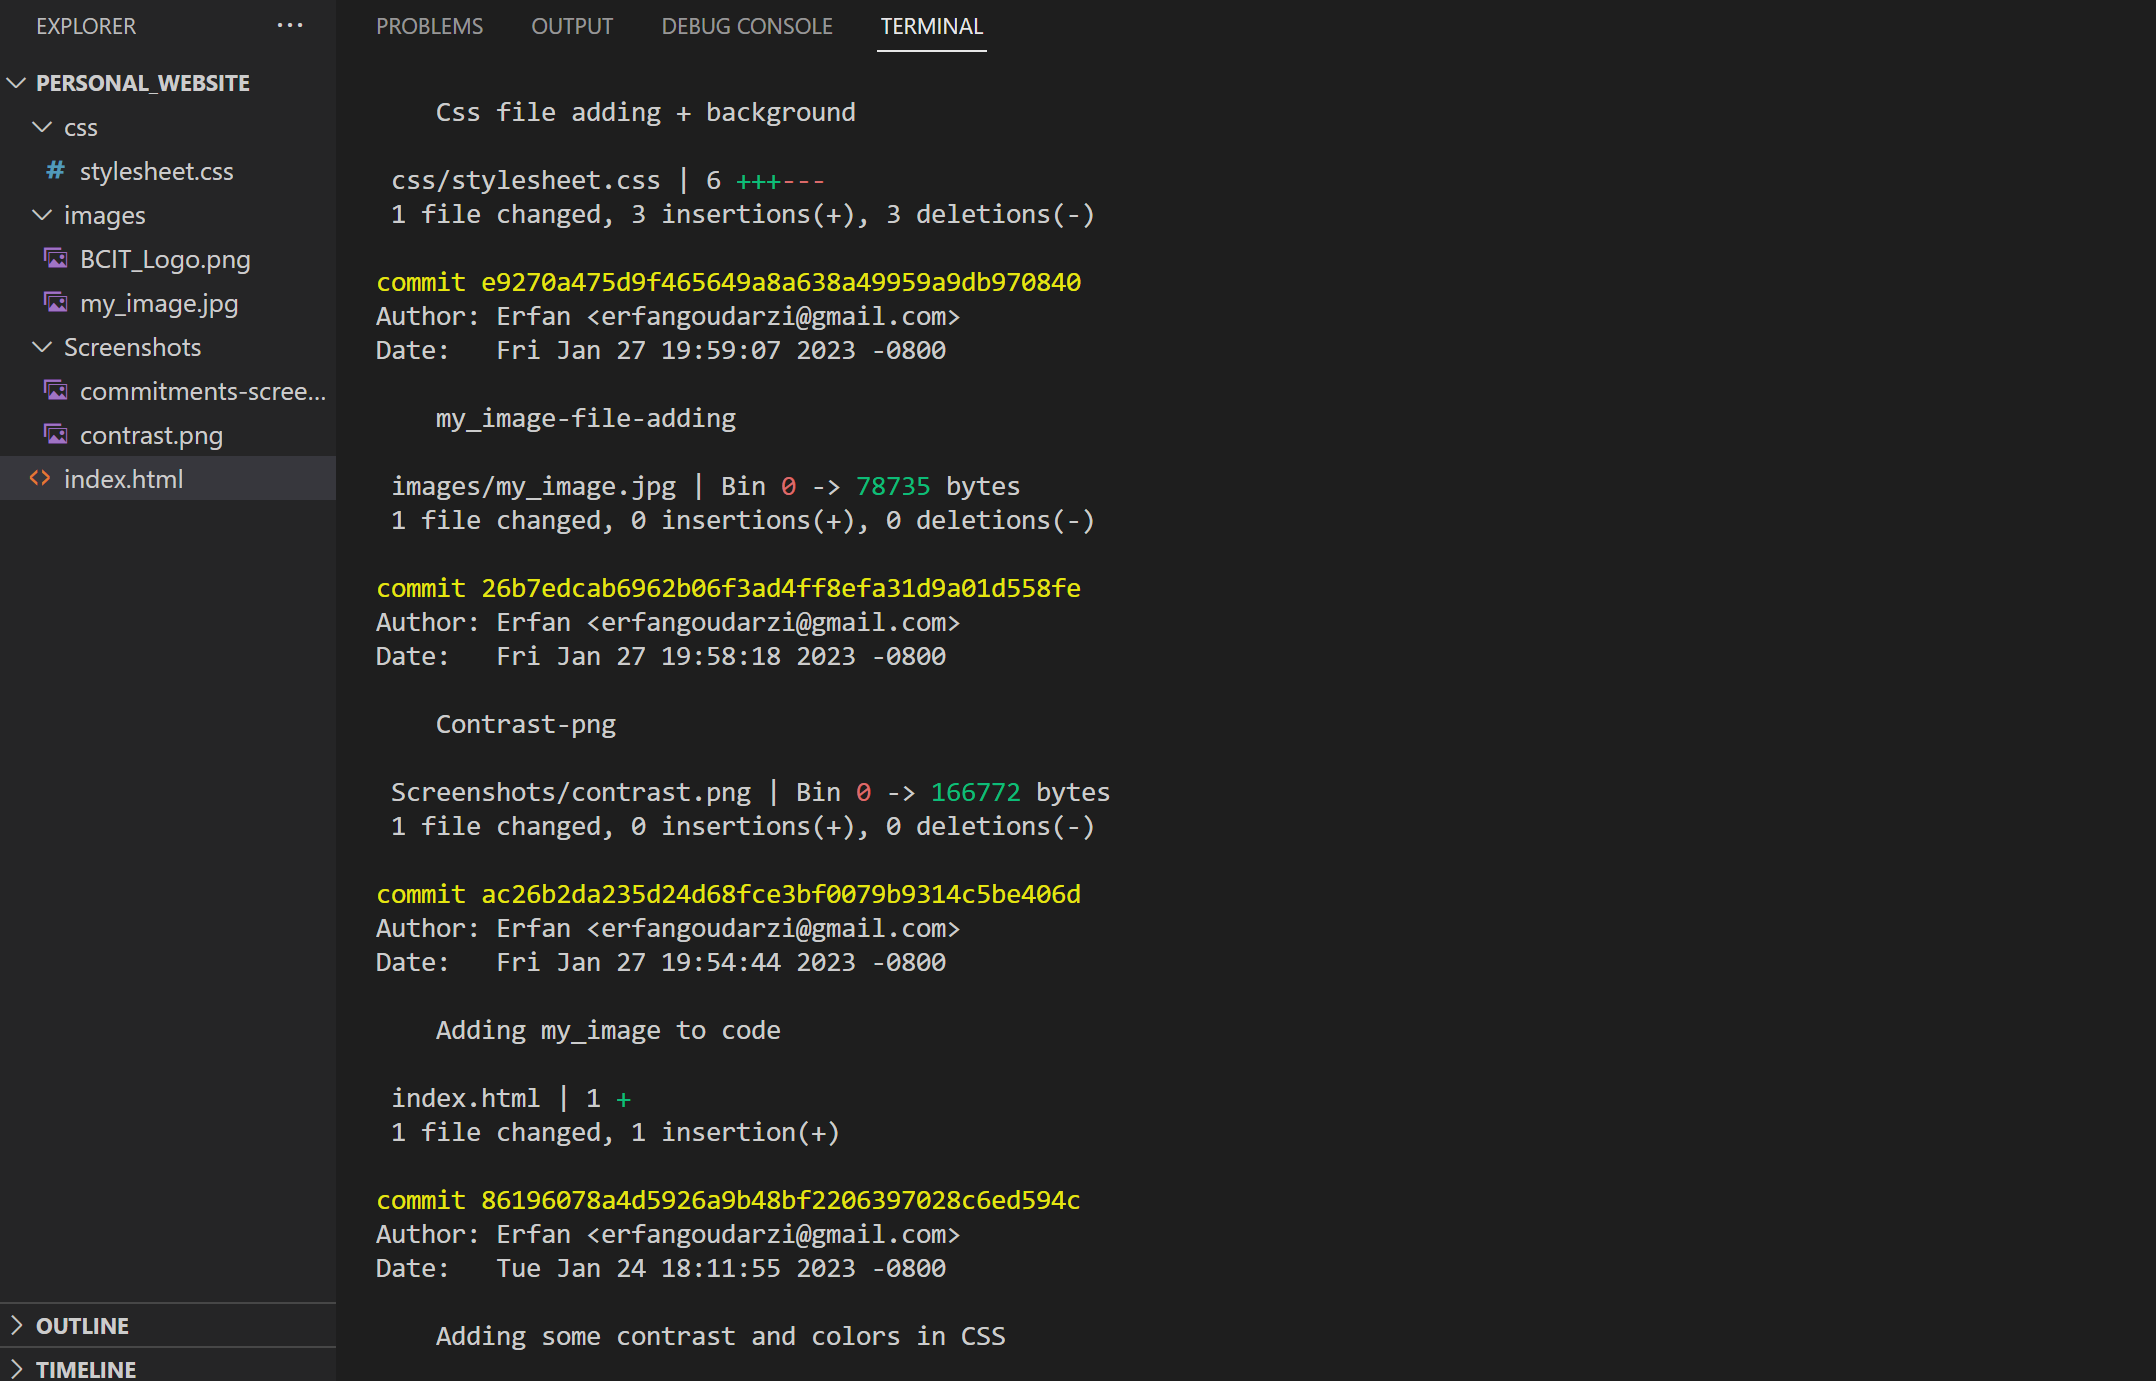 EXPLORER
PERSONAL_WEBSITE
css
# stylesheet.css
images
BCIT_Logo.png
my_image.jpg
Screenshots
commitments-scree...
contrast.png
<> index.html
OUTLINE
TIMELINE
PROBLEMS OUTPUT DEBUG CONSOLE TERMINAL
Css file adding + background
css/stylesheet.css | 6 +++---
1 file changed, 3 insertions(+), 3 deletions(-)
commit e9270a475d9f465649a8a638a49959a9db970840
Author: Erfan <erfangoudarzi@gmail.com>
Date:   Fri Jan 27 19:59:07 2023 -0800
my_image-file-adding
images/my_image.jpg | Bin 0 -> 78735 bytes
1 file changed, 0 insertions(+), 0 deletions(-)
commit 26b7edcab6962b06f3ad4ff8efa31d9a01d558fe
Author: Erfan <erfangoudarzi@gmail.com>
Date:   Fri Jan 27 19:58:18 2023 -0800
Contrast-png
Screenshots/contrast.png | Bin 0 -> 166772 bytes
1 file changed, 0 insertions(+), 0 deletions(-)
commit ac26b2da235d24d68fce3bf0079b9314c5be406d
Author: Erfan <erfangoudarzi@gmail.com>
Date:   Fri Jan 27 19:54:44 2023 -0800
Adding my_image to code
index.html | 1 +
1 file changed, 1 insertion(+)
commit 86196078a4d5926a9b48bf2206397028c6ed594c
Author: Erfan <erfangoudarzi@gmail.com>
Date:   Tue Jan 24 18:11:55 2023 -0800
Adding some contrast and colors in CSS